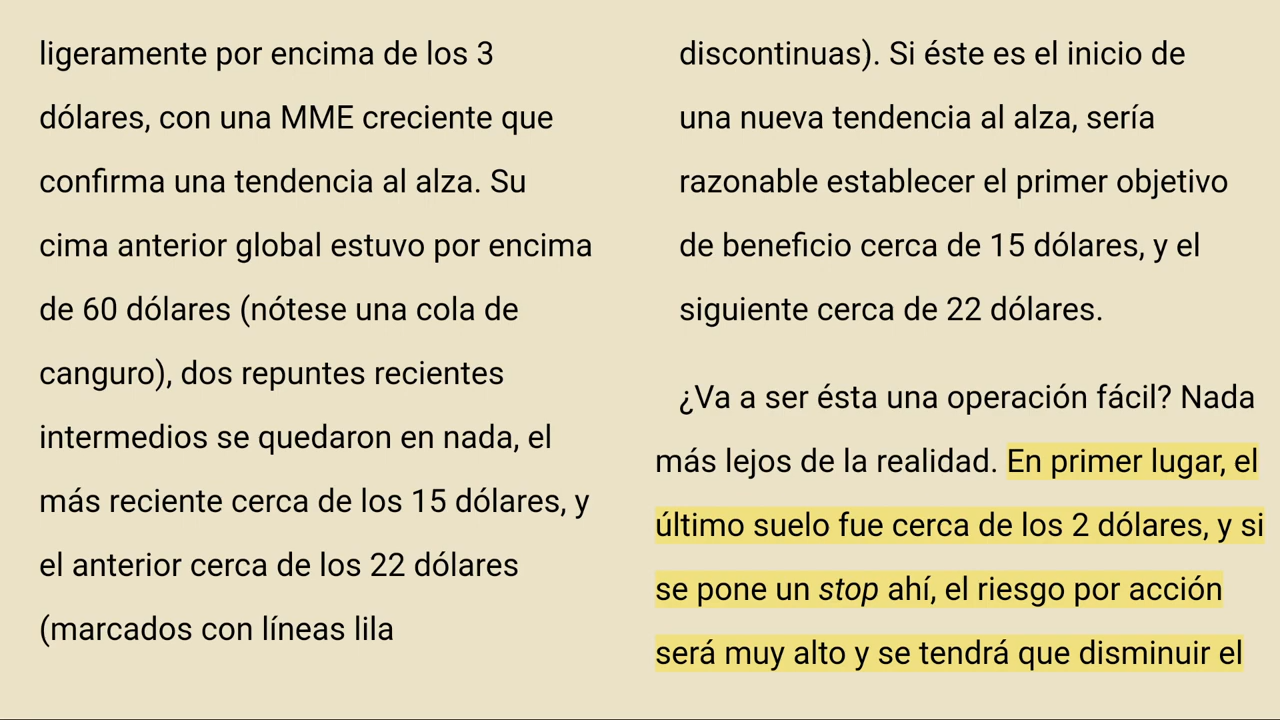 ligeramente por encima de los 3
dólares, con una MME creciente que
confirma una tendencia al alza. Su
cima anterior global estuvo por encima
de 60 dólares (nótese una cola de
canguro), dos repuntes recientes
intermedios se quedaron en nada, el
más reciente cerca de los 15 dólares, y
el anterior cerca de los 22 dólares
(marcados con líneas lila
discontinuas). Si éste es el inicio de
una nueva tendencia al alza, sería
razonable establecer el primer objetivo
de beneficio cerca de 15 dólares, y el
siguiente cerca de 22 dólares.
¿Va a ser ésta una operación fácil? Nada
más lejos de la realidad. En primer lugar, el
último suelo fue cerca de los 2 dólares, y si
se pone un stop ahí, el riesgo por acción
será muy alto y se tendrá que disminuir el